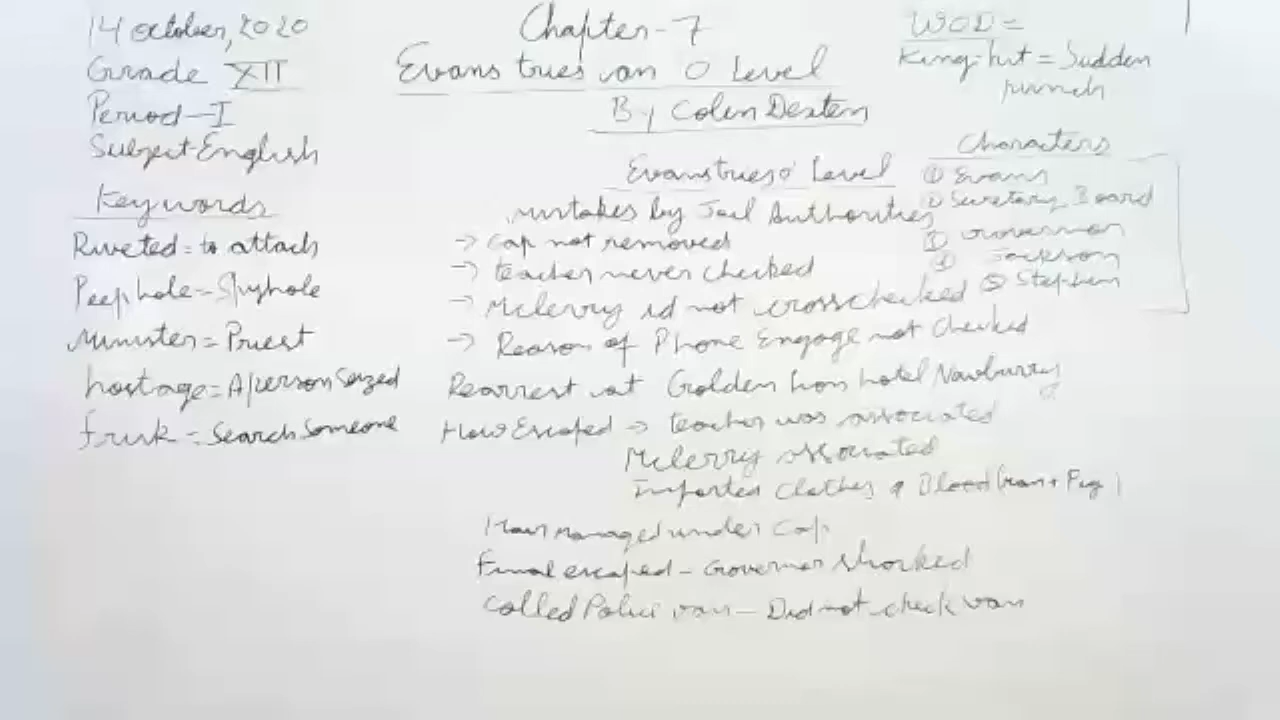 14 October, 2020
Grade XII
Period-I
Subject English
Keywords
Riveted = to attach
Peephole = Spyhole
Minister = Priest
hostage = A person Seized
frisk = Search Someone
Chapter-7
Evans tries an O Level
By Colin Dexter
Evans tries O Level
mistakes by Jail Authorities
→ Cap not removed
→ teacher never checked
→ Mclerry id not crosschecked
→ Reason of Phone Engage not Checked
Rearrest at Golden lion hotel Newburry
How Escaped → teacher was associated
Mclerry associated
Imported Clothes & Blood (man + Pig)
Hair managed under Cap
Final escaped - Governor shocked
Called Police van - Did not check van
WOD =
King-hit = Sudden
punch
Characters
① Evans
② Secretary Board
③ Governor
④ Jackson
⑤ Stephen